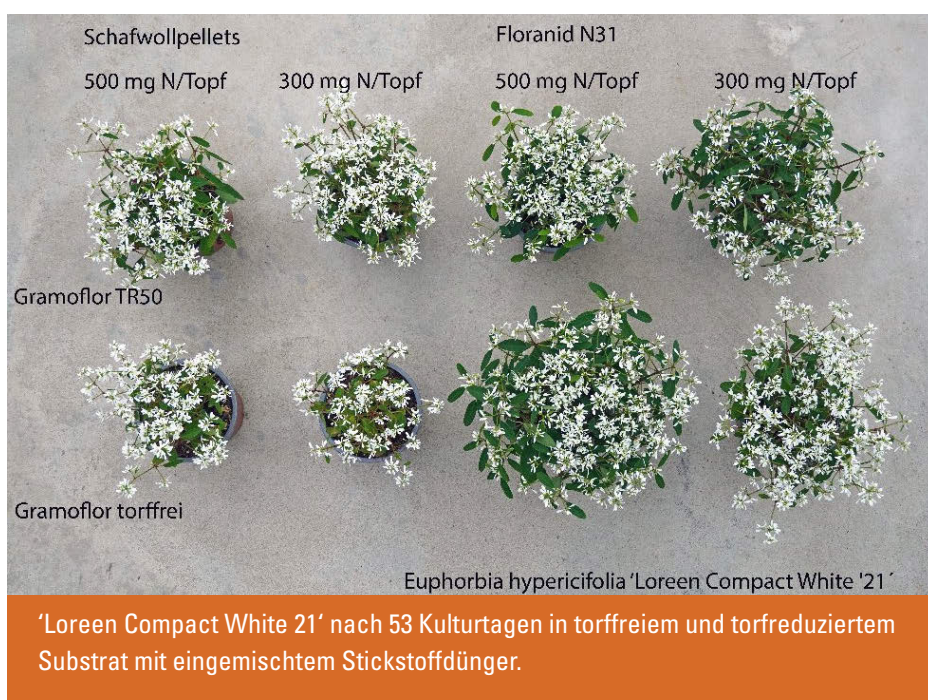 Schafwollpellets
Floranid N31
500 mg N/Topf
300 mg N/Topf
500 mg N/Topf
300 mg N/Topf
Gramoflor TR50
Gramoflor torffrei
Euphorbia hypericifolia 'Loreen Compact White '21´
‘Loreen Compact White 21‘ nach 53 Kulturtagen in torffreiem und torfreduziertem
Substrat mit eingemischtem Stickstoffdünger.